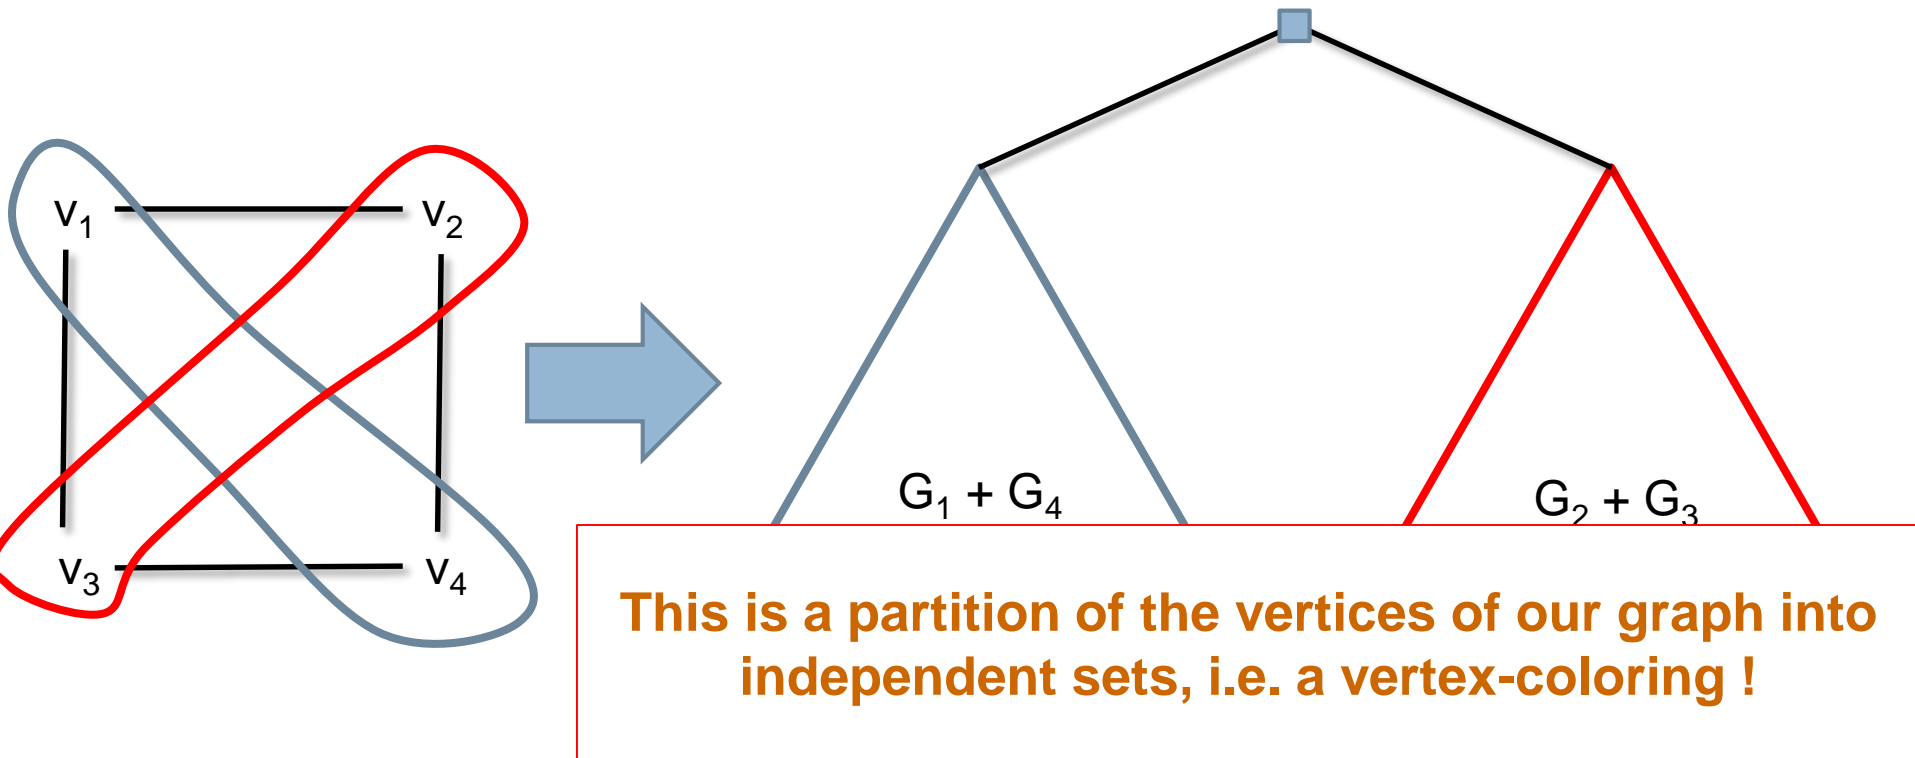 v₁ v₂
v₃ v₄
G₁ + G₄
G₂ + G₃
This is a partition of the vertices of our graph into
independent sets, i.e. a vertex-coloring !